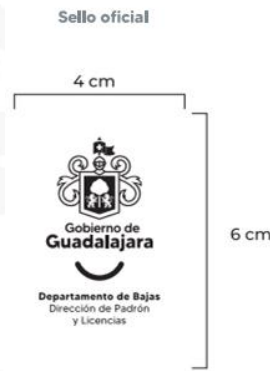 Sello oficial
4 cm
Gobierno de
Guadalajara
6 cm
Departamento de Bajas
Dirección de Padrón
y Licencias